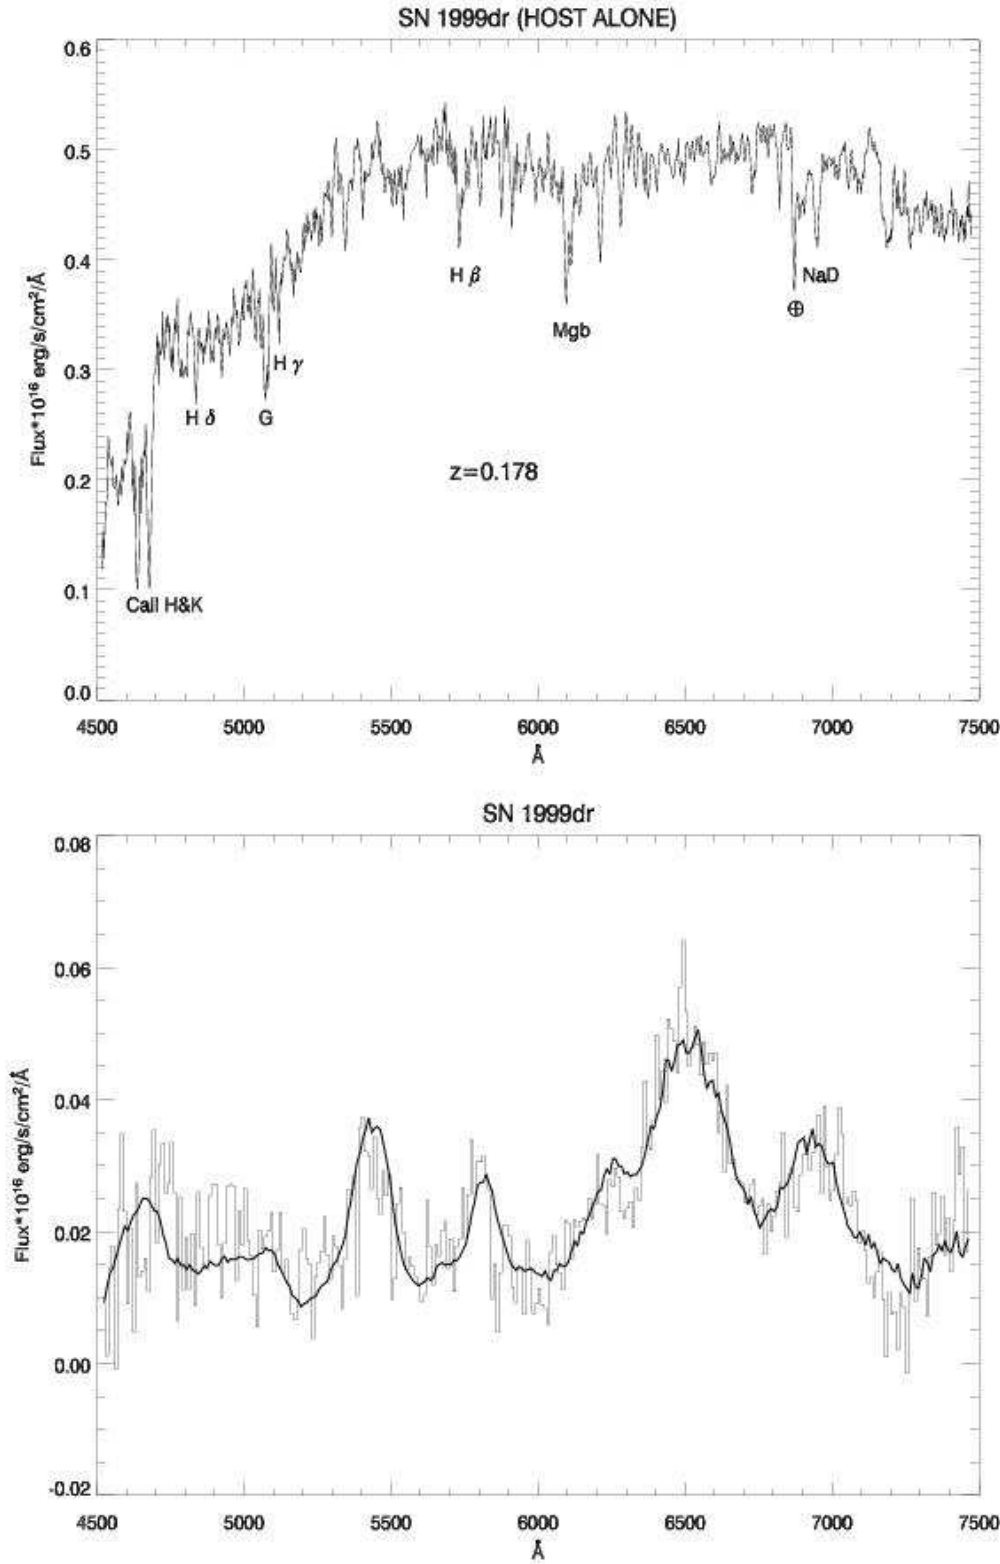 SN 1999dr (HOST ALONE)
Flux*10¹⁶ erg/s/cm²/Å
0.6
0.5
0.4
0.3
0.2
0.1
0.0
H β
NaD
⊕
Mgb
H γ
H δ
G
z=0.178
CaII H&K
4500 5000 5500 6000 6500 7000 7500
Å
SN 1999dr
Flux*10¹⁶ erg/s/cm²/Å
0.08
0.06
0.04
0.02
0.00
-0.02
4500 5000 5500 6000 6500 7000 7500
Å